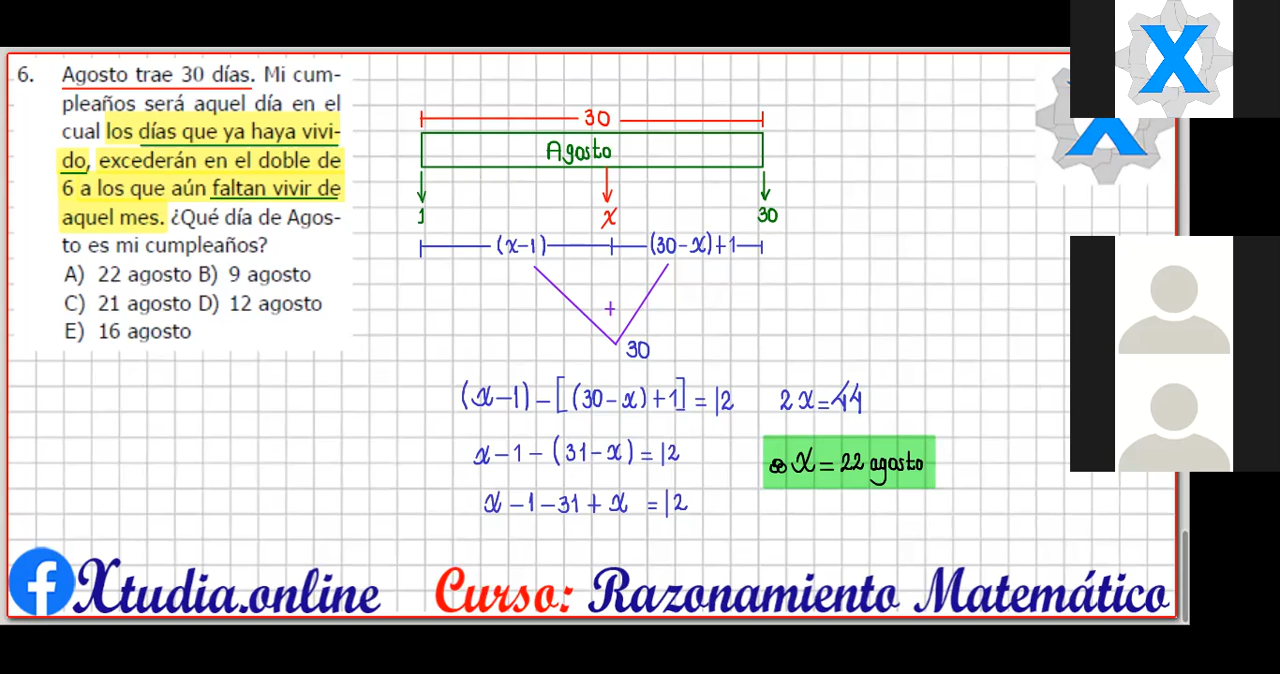 6. Agosto trae 30 días. Mi cum-
pleaños será aquel día en el
cual los días que ya haya vivi-
do, excederán en el doble de
6 a los que aún faltan vivir de
aquel mes. ¿Qué día de Agos-
to es mi cumpleaños?
A) 22 agosto B) 9 agosto
C) 21 agosto D) 12 agosto
E) 16 agosto
30
Agosto
1 x 30
(x-1) (30-x)+1
+
30
(x-1)-[(30-x)+1]=12
x-1-(31-x)=12
x-1-31+x=12
2x=44
x=22 agosto
Xtudia.online Curso: Razonamiento Matemático